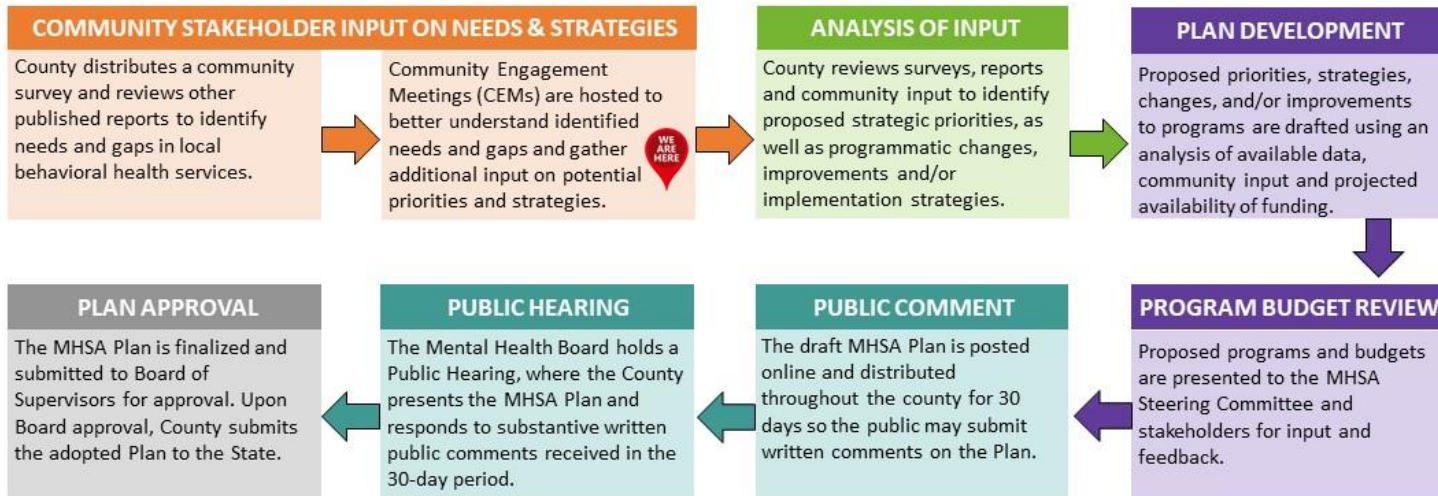 COMMUNITY STAKEHOLDER INPUT ON NEEDS & STRATEGIES
County distributes a community
survey and reviews other
published reports to identify
needs and gaps in local
behavioral health services.
Community Engagement
Meetings (CEMs) are hosted to
better understand identified
needs and gaps and gather
additional input on potential
priorities and strategies.
WE
ARE
HERE
ANALYSIS OF INPUT
County reviews surveys, reports
and community input to identify
proposed strategic priorities, as
well as programmatic changes,
improvements and/or
implementation strategies.
PLAN DEVELOPMENT
Proposed priorities, strategies,
changes, and/or improvements
to programs are drafted using an
analysis of available data,
community input and projected
availability of funding.
PROGRAM BUDGET REVIEW
Proposed programs and budgets
are presented to the MHSA
Steering Committee and
stakeholders for input and
feedback.
PUBLIC COMMENT
The draft MHSA Plan is posted
online and distributed
throughout the county for 30
days so the public may submit
written comments on the Plan.
PUBLIC HEARING
The Mental Health Board holds a
Public Hearing, where the County
presents the MHSA Plan and
responds to substantive written
public comments received in the
30-day period.
PLAN APPROVAL
The MHSA Plan is finalized and
submitted to Board of
Supervisors for approval. Upon
Board approval, County submits
the adopted Plan to the State.